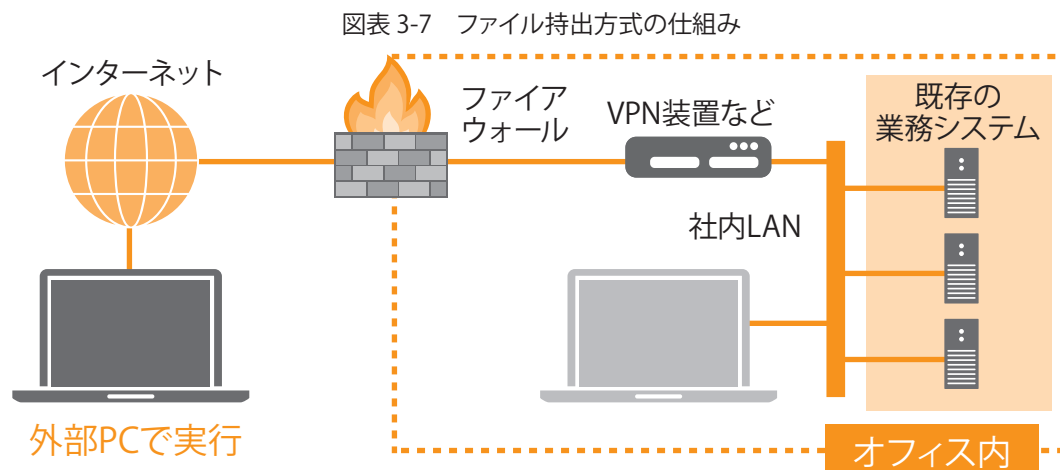 図表 3-7　ファイル持出方式の仕組み
インターネット
ファイア
ウォール
VPN装置など
既存の
業務システム
社内LAN
外部PCで実行
オフィス内